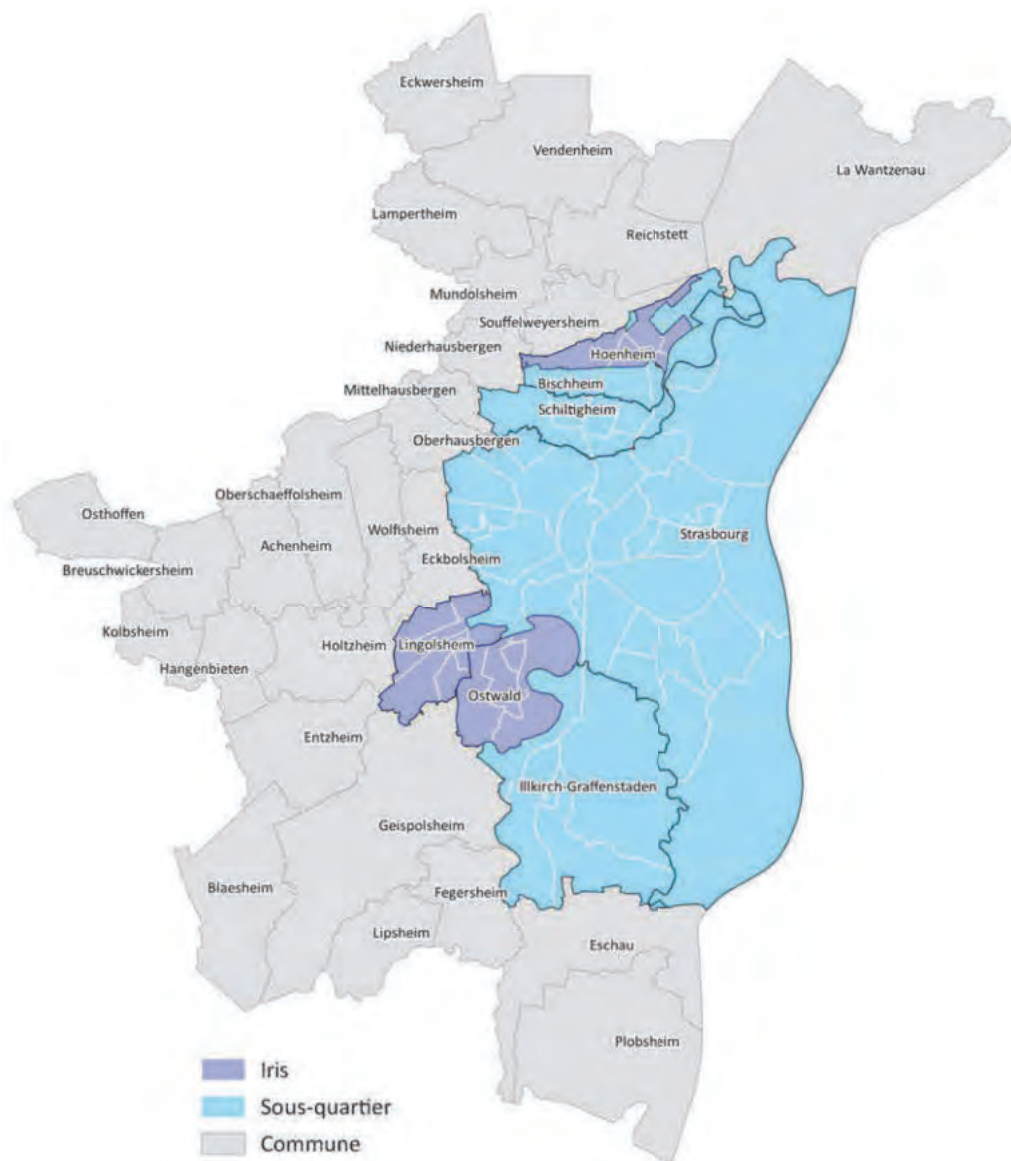 Eckwersheim
Vendenheim
La Wantzenau
Lampertheim
Reichstett
Mundolsheim
Souffelweyersheim
Niederhausbergen
Hoenheim
Bischheim
Mittelhausbergen
Schiltigheim
Oberhausbergen
Oberschaeffolsheim
Osthoffen
Wolfisheim
Strasbourg
Achenheim
Eckbolsheim
Breuschwickersheim
Kolbsheim
Holtzheim
Lingolsheim
Hangenbieten
Ostwald
Entzheim
Illkirch-Graffenstaden
Geispolsheim
Blaesheim
Fegersheim
Lipsheim
Eschau
Plobsheim
Iris
Sous-quartier
Commune